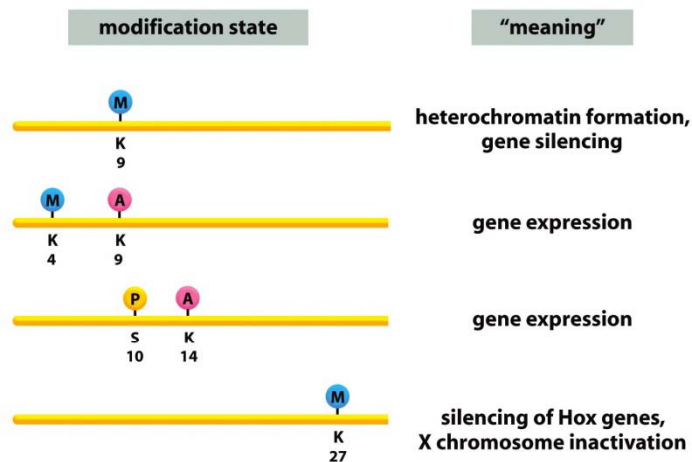 modification state
“meaning”
M
K
9
heterochromatin formation,
gene silencing
M A
K K
4 9
gene expression
P A
S K
10 14
gene expression
M
K
27
silencing of Hox genes,
X chromosome inactivation